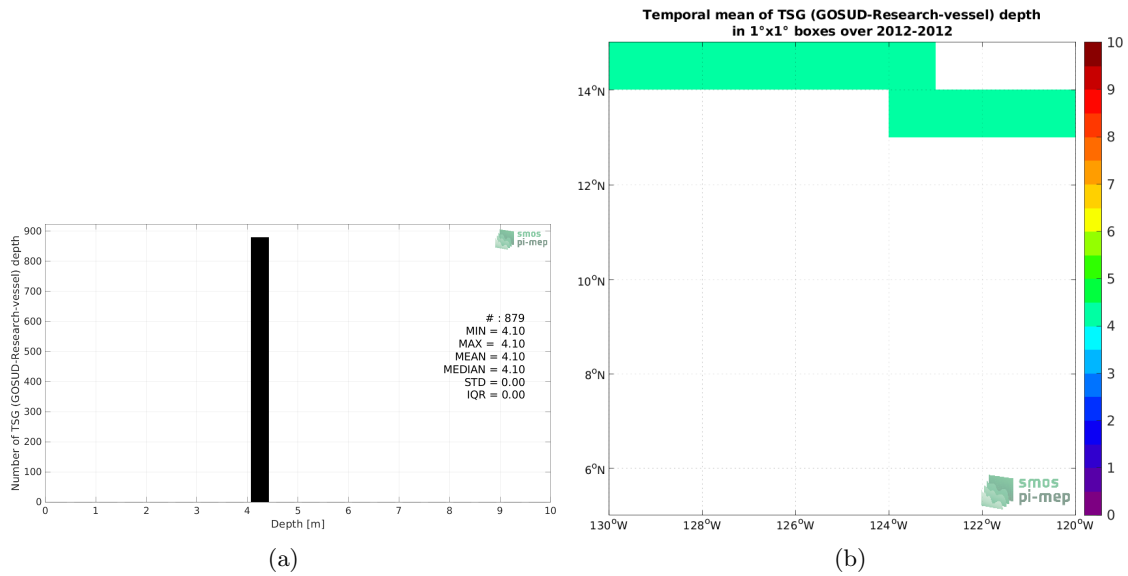 900
800
700
600
500
400
300
200
100
0
Number of TSG (GOSUD-Research-vessel) depth
smos
pi-mep
# : 879
MIN = 4.10
MAX = 4.10
MEAN = 4.10
MEDIAN = 4.10
STD = 0.00
IQR = 0.00
0 1 2 3 4 5 6 7 8 9 10
Depth [m]
(a)
Temporal mean of TSG (GOSUD-Research-vessel) depth
in 1°x1° boxes over 2012-2012
14°N
12°N
10°N
8°N
6°N
130°W 128°W 126°W 124°W 122°W 120°W
smos
pi-mep
10
9
8
7
6
5
4
3
2
1
0
(b)